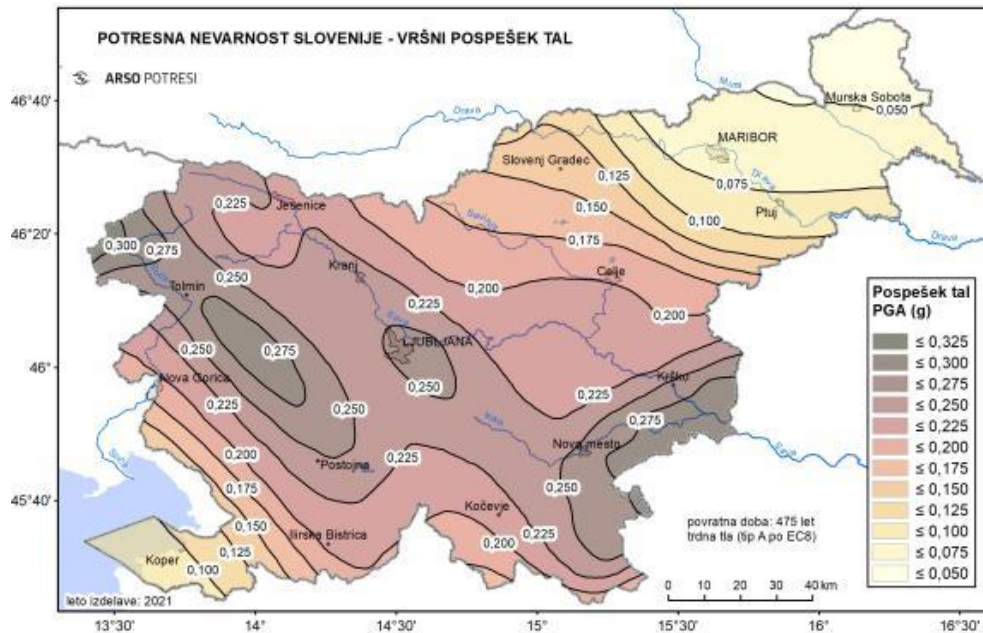 POTRESNA NEVARNOST SLOVENIJE - VRŠNI POSPEŠEK TAL
ARSO POTRESI
46°40'
46°20'
46°
45°40'
Mura
Murska Sobota
0,050
Drava
MARIBOR
Drava
0,075
Ptuj
0,100
Drava
Slovenj Gradec
0,125
0,150
0,175
Savinja
Celje
0,200
0,200
0,225
Jesenice
0,300
0,275
0,250
Kranj
0,225
Tolmin
Sava
LJUBLJANA
0,250
0,275
0,250
0,250
Nova Gorica
0,225
0,225
Krško
0,275
Krka
Novo mesto
Sava
0,250
Soča
0,200
Postojna
0,225
0,175
Kočevje
0,150
Ilirska Bistrica
0,200
0,225
Koper
0,125
0,100
Pospešek tal
PGA (g)
≤ 0,325
≤ 0,300
≤ 0,275
≤ 0,250
≤ 0,225
≤ 0,200
≤ 0,175
≤ 0,150
≤ 0,125
≤ 0,100
≤ 0,075
≤ 0,050
povratna doba: 475 let
trdna tla (tip A po EC8)
0 10 20 30 40 km
leto izdelave: 2021
13°30' 14° 14°30' 15° 15°30' 16° 16°30'